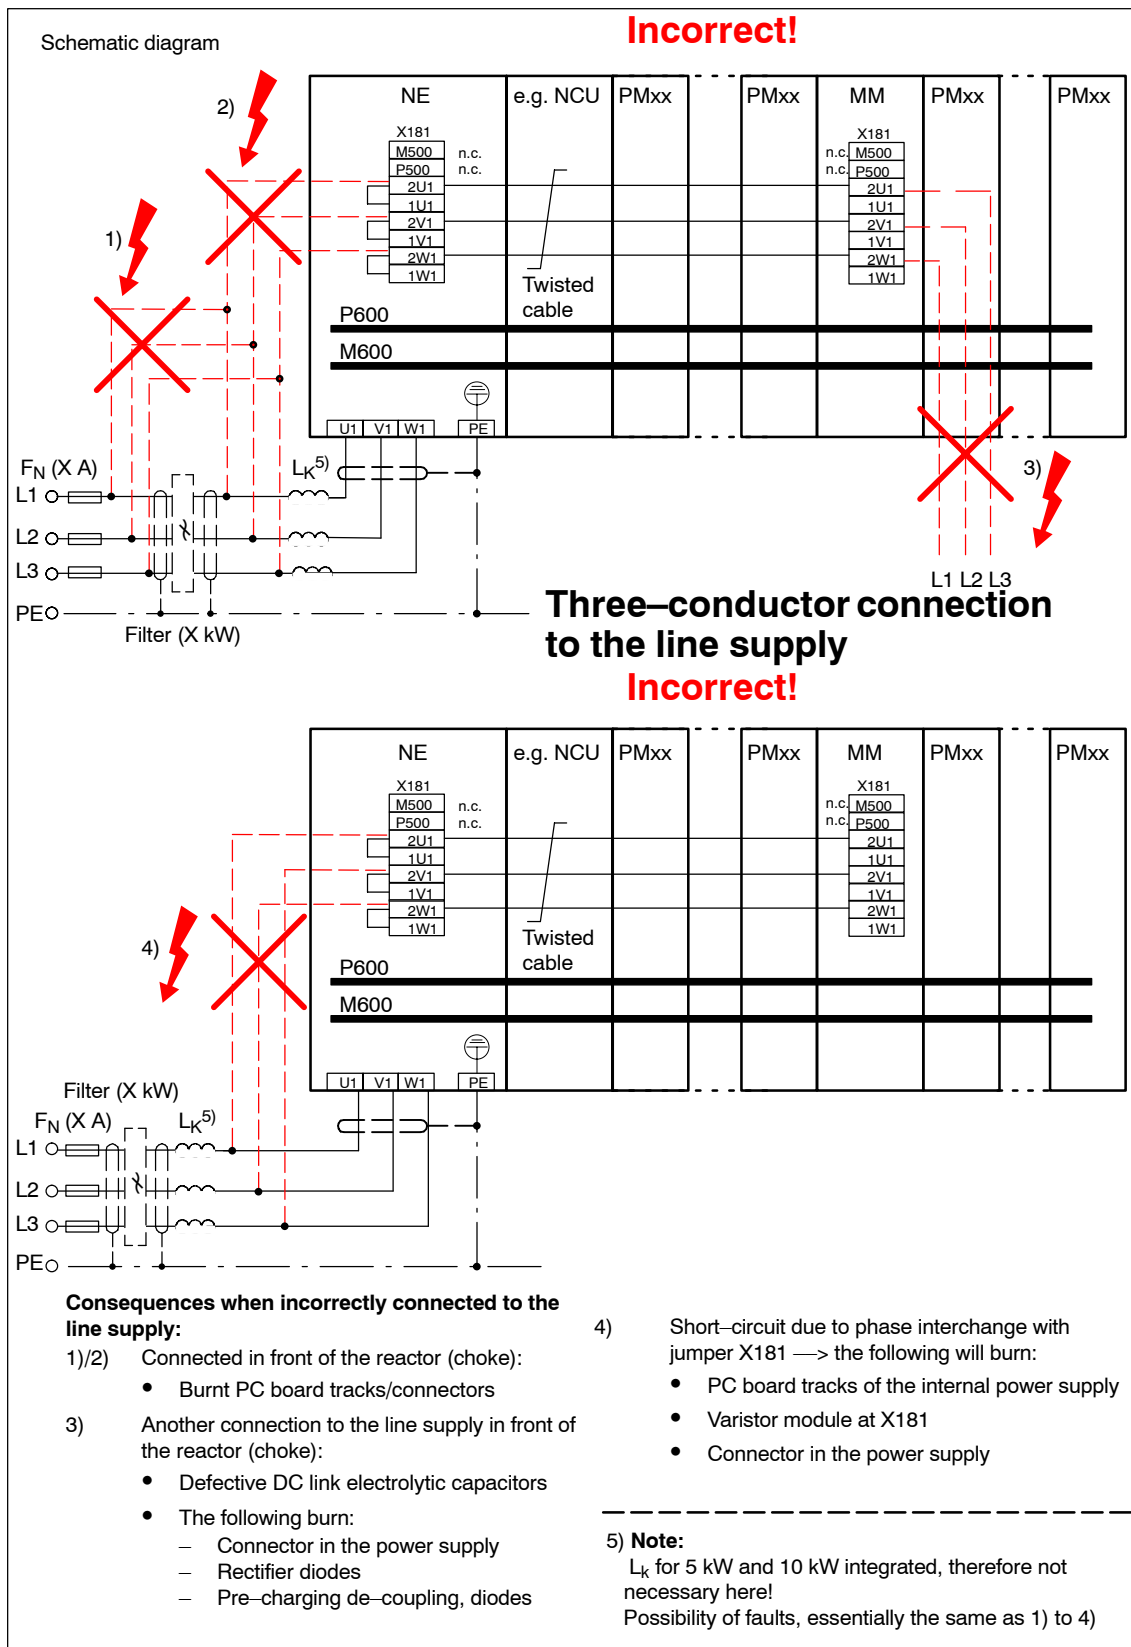 Schematic diagram
Incorrect!
NE
e.g. NCU
PMxx
PMxx
MM
PMxx
PMxx
2)
1)
X181
M500
P500
2U1
1U1
2V1
1V1
2W1
1W1
n.c.
n.c.
Twisted
cable
X181
n.c. M500
n.c. P500
2U1
1U1
2V1
1V1
2W1
1W1
P600
M600
U1 V1 W1 PE
FN (X A)
LK5)
L1
L2
L3
PE
Filter (X kW)
3)
L1 L2 L3
Three–conductor connection
to the line supply
Incorrect!
NE
e.g. NCU
PMxx
PMxx
MM
PMxx
PMxx
X181
M500
P500
2U1
1U1
2V1
1V1
2W1
1W1
n.c.
n.c.
Twisted
cable
X181
n.c. M500
n.c. P500
2U1
1U1
2V1
1V1
2W1
1W1
4)
P600
M600
U1 V1 W1 PE
Filter (X kW)
FN (X A)
LK5)
L1
L2
L3
PE
Consequences when incorrectly connected to the
line supply:
1)/2) Connected in front of the reactor (choke):
• Burnt PC board tracks/connectors
3) Another connection to the line supply in front of
the reactor (choke):
• Defective DC link electrolytic capacitors
• The following burn:
– Connector in the power supply
– Rectifier diodes
– Pre–charging de–coupling, diodes
4) Short–circuit due to phase interchange with
jumper X181 —> the following will burn:
• PC board tracks of the internal power supply
• Varistor module at X181
• Connector in the power supply
5) Note:
Lk for 5 kW and 10 kW integrated, therefore not
necessary here!
Possibility of faults, essentially the same as 1) to 4)